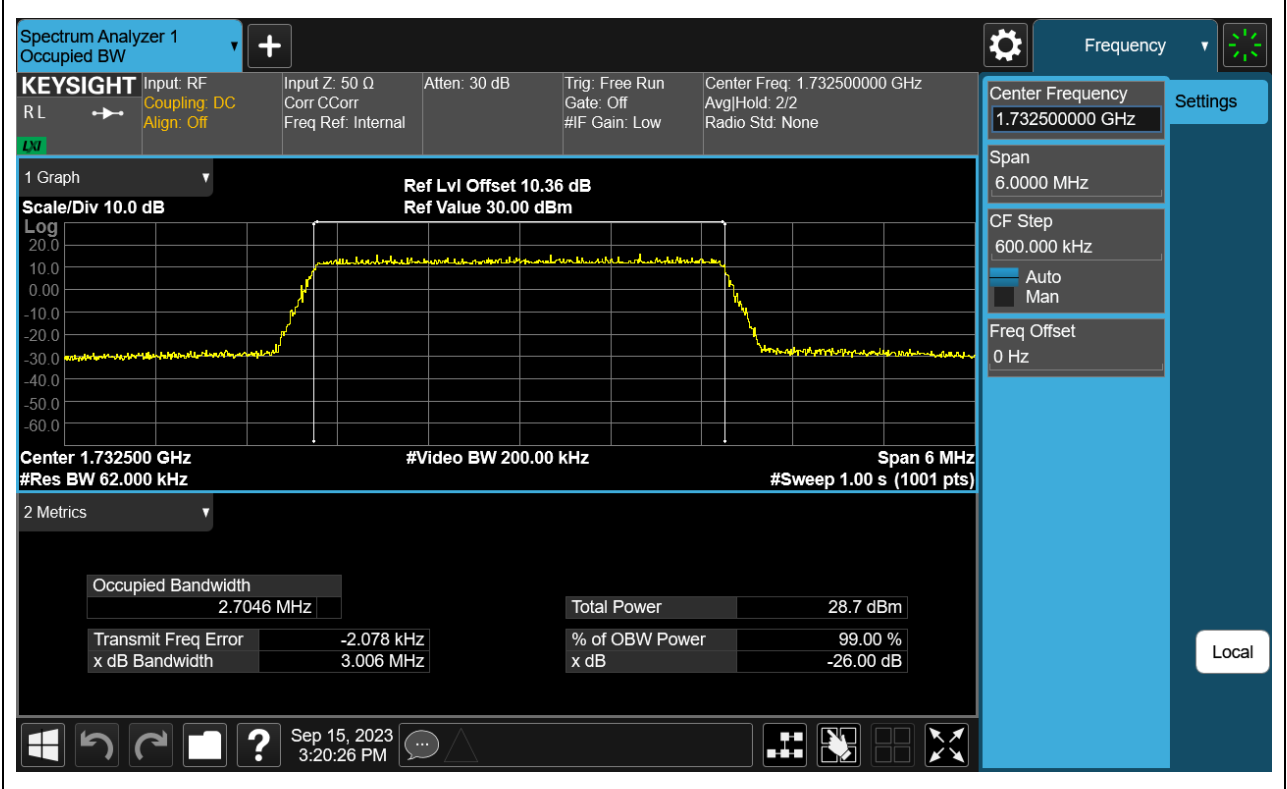 Spectrum Analyzer 1
Occupied BW
Frequency
KEYSIGHT
R L
LXI
Input: RF
Coupling: DC
Align: Off
Input Z: 50 Ω
Corr CCorr
Freq Ref: Internal
Atten: 30 dB
Trig: Free Run
Gate: Off
#IF Gain: Low
Center Freq: 1.732500000 GHz
Avg|Hold: 2/2
Radio Std: None
Center Frequency
1.732500000 GHz
Settings
Span
6.0000 MHz
CF Step
600.000 kHz
Auto
Man
Freq Offset
0 Hz
Local
1 Graph
Ref Lvl Offset 10.36 dB
Scale/Div 10.0 dB
Ref Value 30.00 dBm
Log
20.0
10.0
0.00
-10.0
-20.0
-30.0
-40.0
-50.0
-60.0
Center 1.732500 GHz
#Video BW 200.00 kHz
Span 6 MHz
#Res BW 62.000 kHz
#Sweep 1.00 s (1001 pts)
2 Metrics
Occupied Bandwidth
2.7046 MHz
Total Power 28.7 dBm
Transmit Freq Error -2.078 kHz
% of OBW Power 99.00 %
x dB Bandwidth 3.006 MHz
x dB -26.00 dB
Sep 15, 2023
3:20:26 PM